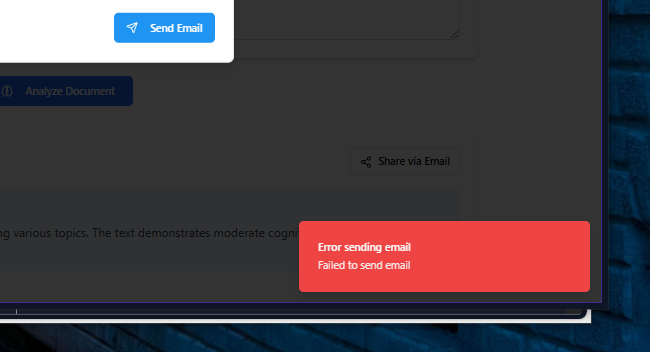 Send Email
Analyze Document
Share via Email
ng various topics. The text demonstrates moderate cogni
Error sending email
Failed to send email